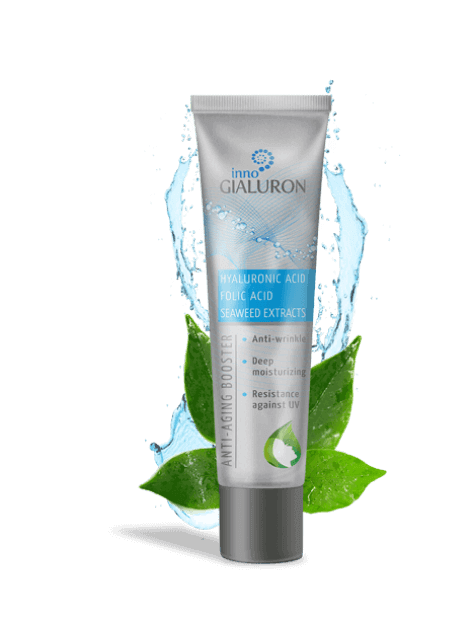 inno
GIALURON
HYALURONIC ACID
FOLIC ACID
SEAWEED EXTRACTS
ANTI-AGING BOOSTER
Anti-wrinkle
Deep
moisturizing
Resistance
against UV